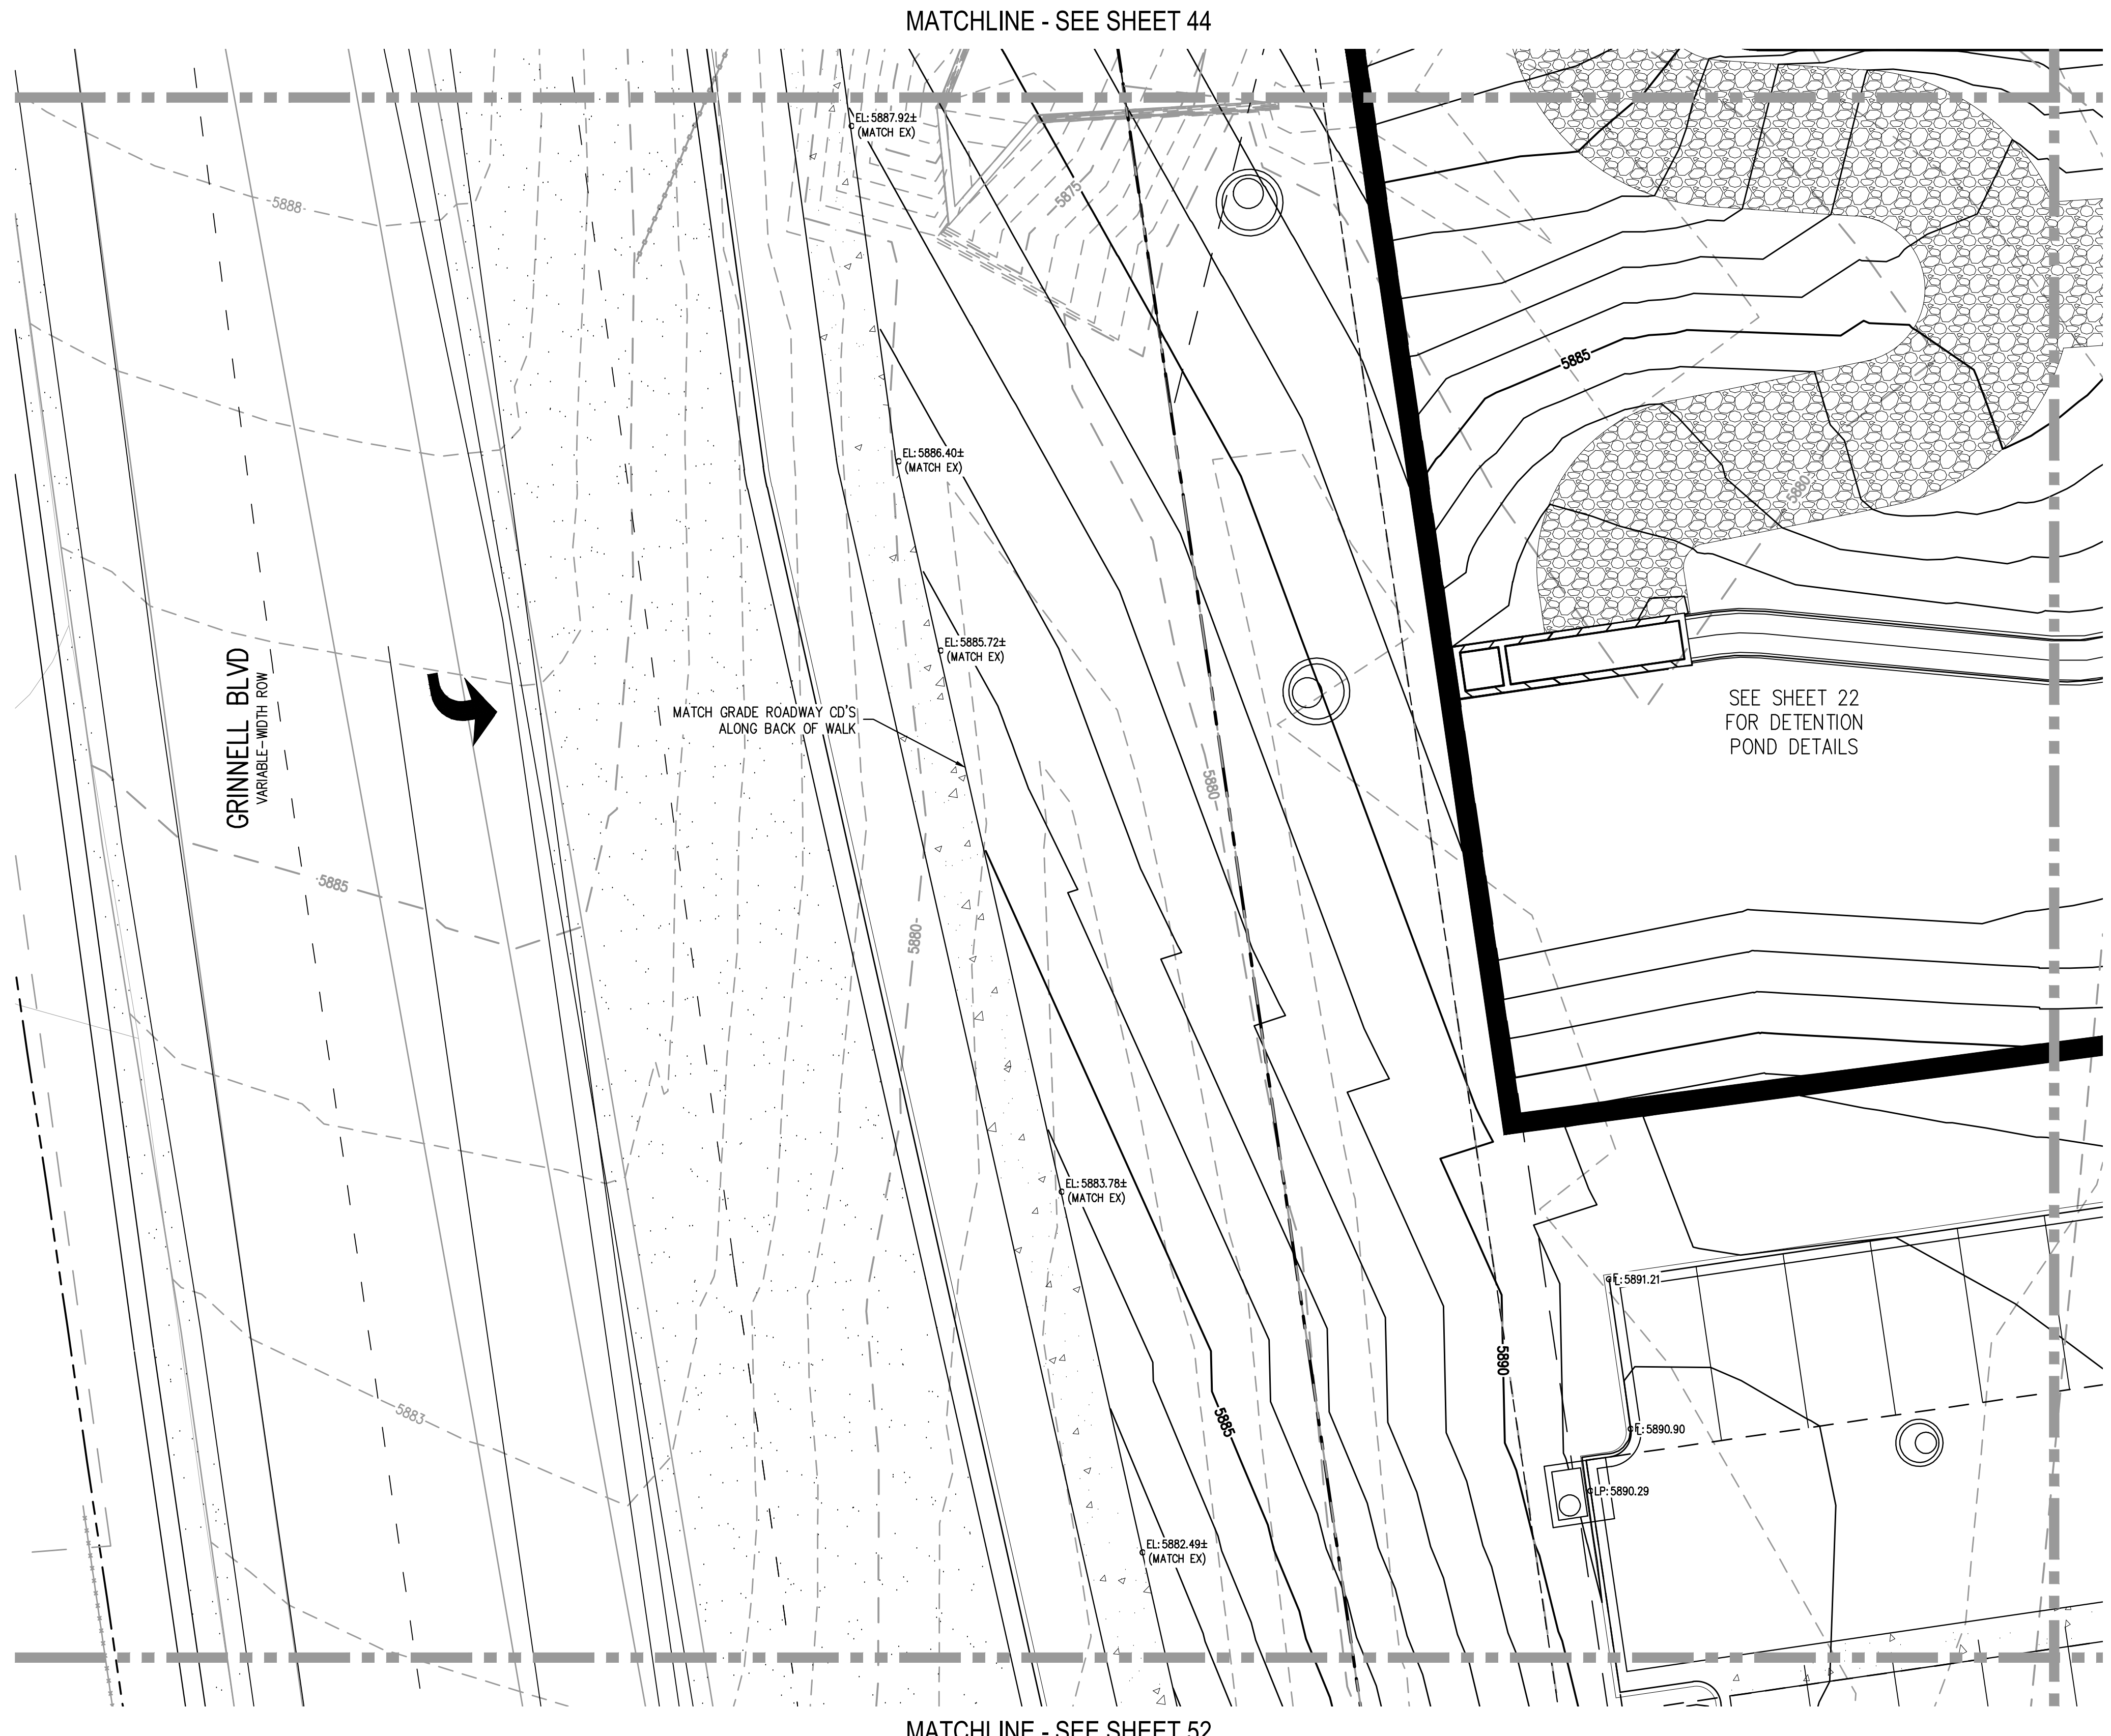 MATCHLINE - SEE SHEET 44
EL:5887.92±
(MATCH EX)
-5888-
5875
5885
EL:5886.40±
(MATCH EX)
-5880-
EL:5885.72±
(MATCH EX)
GRINNELL BLVD
VARIABLE-WIDTH ROW
MATCH GRADE ROADWAY CD'S
ALONG BACK OF WALK
SEE SHEET 22
FOR DETENTION
POND DETAILS
5880-
-5885
5880-
EL:5883.78±
(MATCH EX)
FL:5891.21
5890
5883
5885
FL:5890.90
LP:5890.29
EL:5882.49±
(MATCH EX)
MATCHLINE - SEE SHEET 52